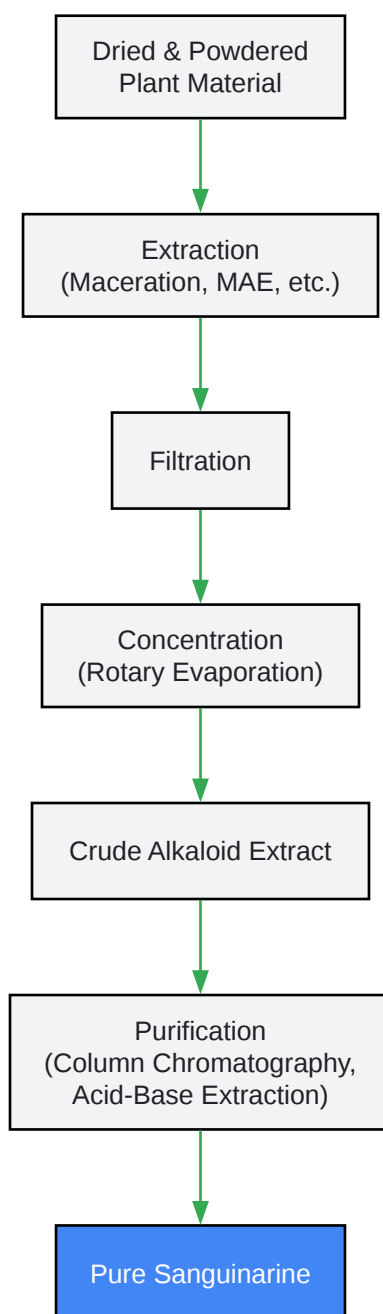 Dried & Powdered
Plant Material
Extraction
(Maceration, MAE, etc.)
Filtration
Concentration
(Rotary Evaporation)
Crude Alkaloid Extract
Purification
(Column Chromatography,
Acid-Base Extraction)
Pure Sanguinarine